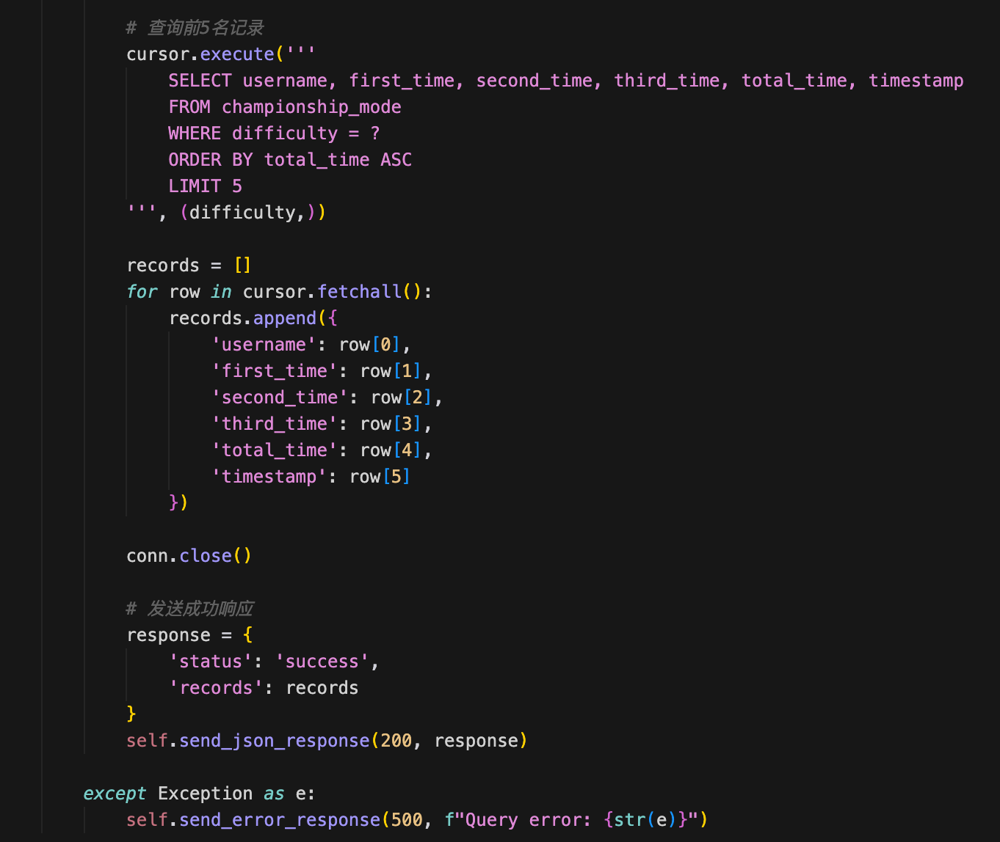 # 查询前5名记录
cursor.execute('''
    SELECT username, first_time, second_time, third_time, total_time, timestamp
    FROM championship_mode
    WHERE difficulty = ?
    ORDER BY total_time ASC
    LIMIT 5
''', (difficulty,))

records = []
for row in cursor.fetchall():
    records.append({
        'username': row[0],
        'first_time': row[1],
        'second_time': row[2],
        'third_time': row[3],
        'total_time': row[4],
        'timestamp': row[5]
    })

conn.close()

# 发送成功响应
response = {
    'status': 'success',
    'records': records
}
self.send_json_response(200, response)

except Exception as e:
    self.send_error_response(500, f"Query error: {str(e)}")